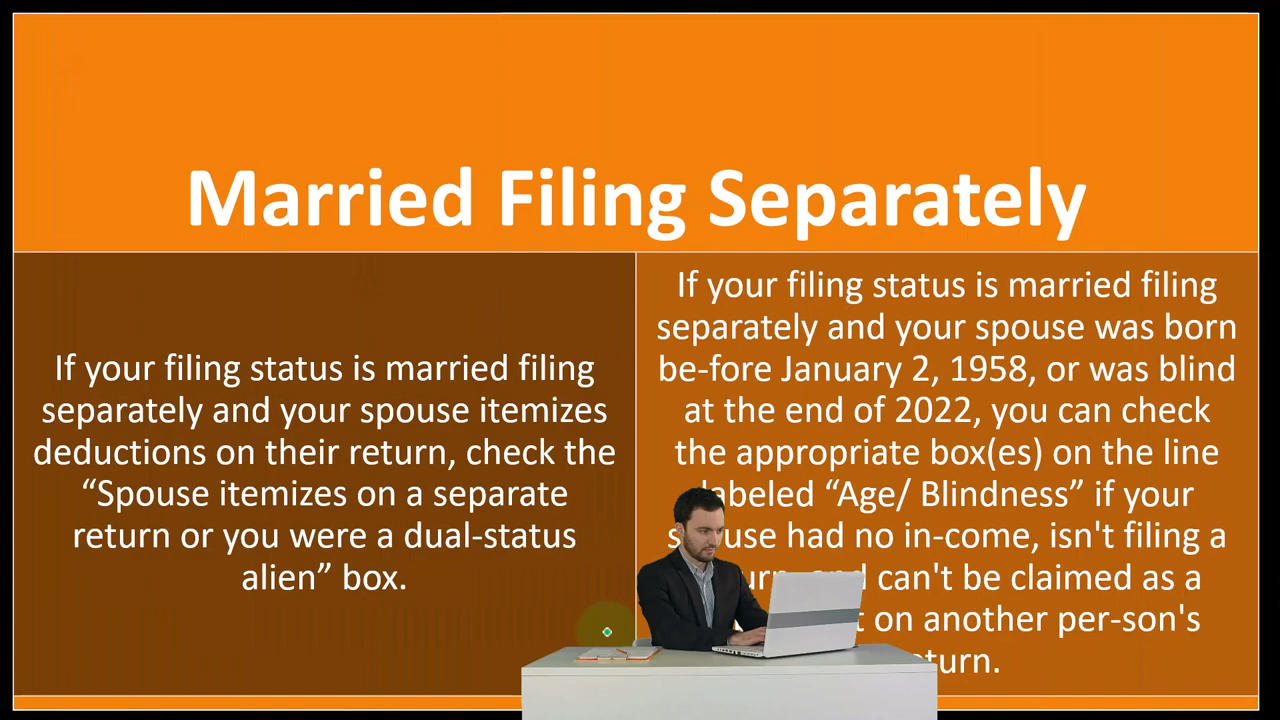 Married Filing Separately
If your filing status is married filing
separately and your spouse itemizes
deductions on their return, check the
“Spouse itemizes on a separate
return or you were a dual-status
alien” box.
If your filing status is married filing
separately and your spouse was born
be-fore January 2, 1958, or was blind
at the end of 2022, you can check
the appropriate box(es) on the line
labeled “Age/ Blindness” if your
spouse had no in-come, isn't filing a
can't be claimed as a
on another per-son's